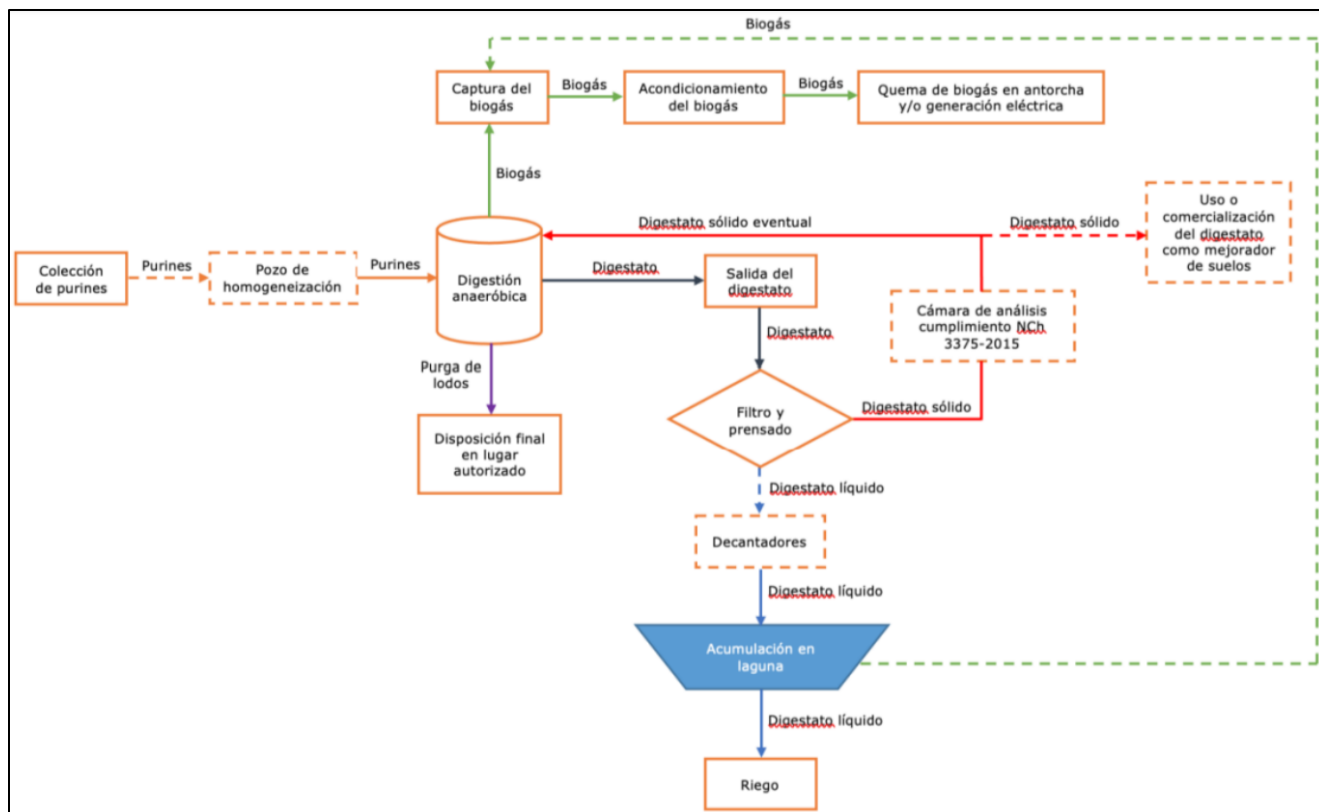 Biogás
Captura del
biogás
Biogás
Acondicionamiento
del biogás
Biogás
Quema de biogás en antorcha
y/o generación eléctrica
Biogás
Digestato sólido eventual
Digestato sólido
Uso o
comercialización
del digestato
como mejorador
de suelos
Colección
de purines
Purines
Pozo de
homogeneización
Purines
Digestión
anaeróbica
Digestato
Salida del
digestato
Cámara de análisis
cumplimiento NCh
3375-2015
Digestato
Purga de
lodos
Filtro y
prensado
Digestato sólido
Disposición final
en lugar
autorizado
Digestato líquido
Decantadores
Digestato líquido
Acumulación en
laguna
Digestato líquido
Riego